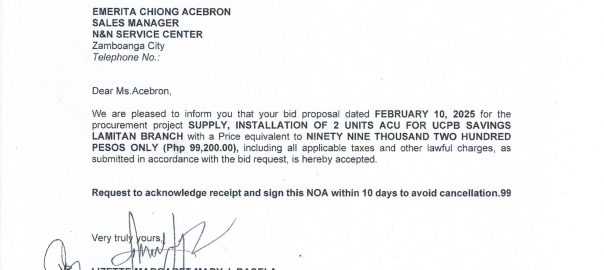 EMERITA CHIONG ACEBRON
SALES MANAGER
N&N SERVICE CENTER
Zamboanga City
Telephone No.:
Dear Ms.Acebron,
We are pleased to inform you that your bid proposal dated FEBRUARY 10, 2025 for the
procurement project SUPPLY, INSTALLATION OF 2 UNITS ACU FOR UCPB SAVINGS
LAMITAN BRANCH with a Price equivalent to NINETY NINE THOUSAND TWO HUNDRED
PESOS ONLY (Php 99,200.00), including all applicable taxes and other lawful charges, as
submitted in accordance with the bid request, is hereby accepted.
Request to acknowledge receipt and sign this NOA within 10 days to avoid cancellation.99
Very truly yours,